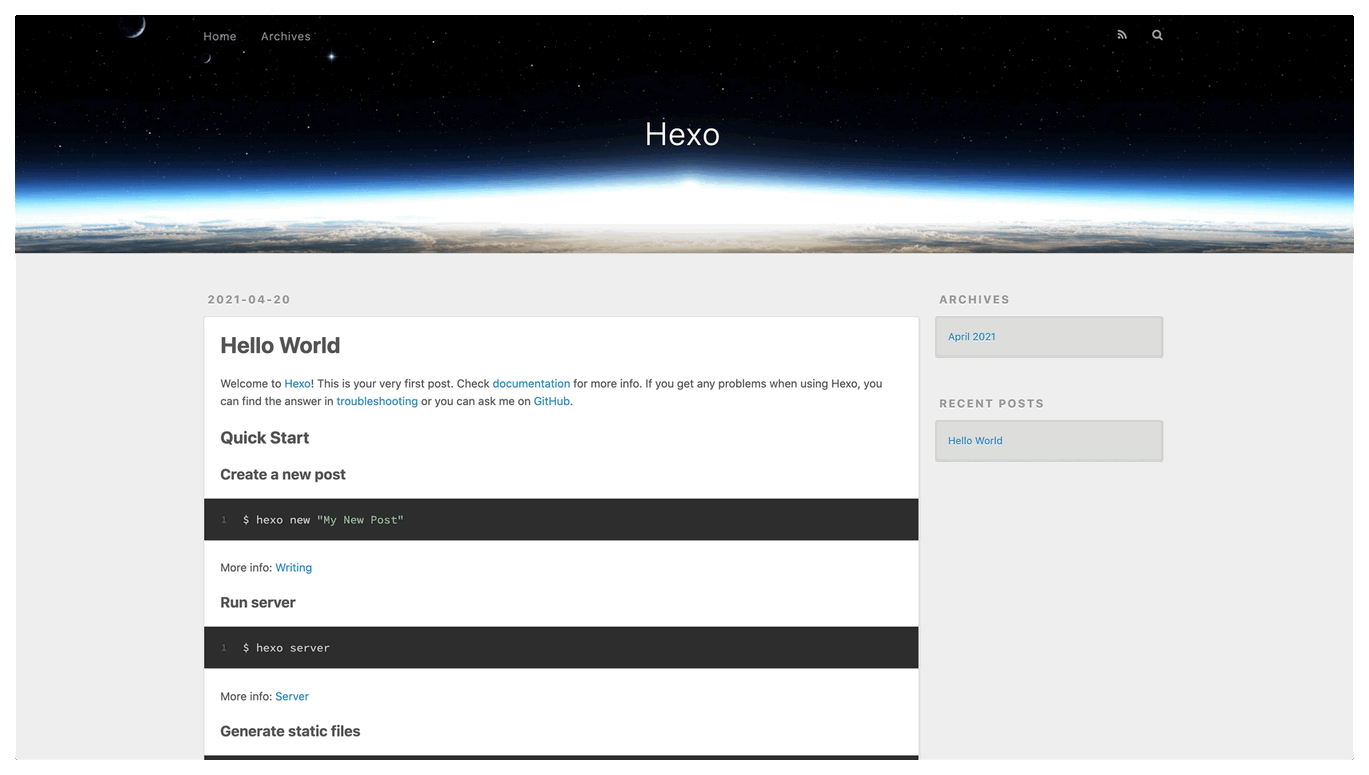 Home Archives
Hexo
2021-04-20
Hello World
Welcome to Hexo! This is your very first post. Check documentation for more info. If you get any problems when using Hexo, you
can find the answer in troubleshooting or you can ask me on GitHub.
Quick Start
Create a new post
1 $ hexo new "My New Post"
More info: Writing
Run server
1 $ hexo server
More info: Server
Generate static files
ARCHIVES
April 2021
RECENT POSTS
Hello World